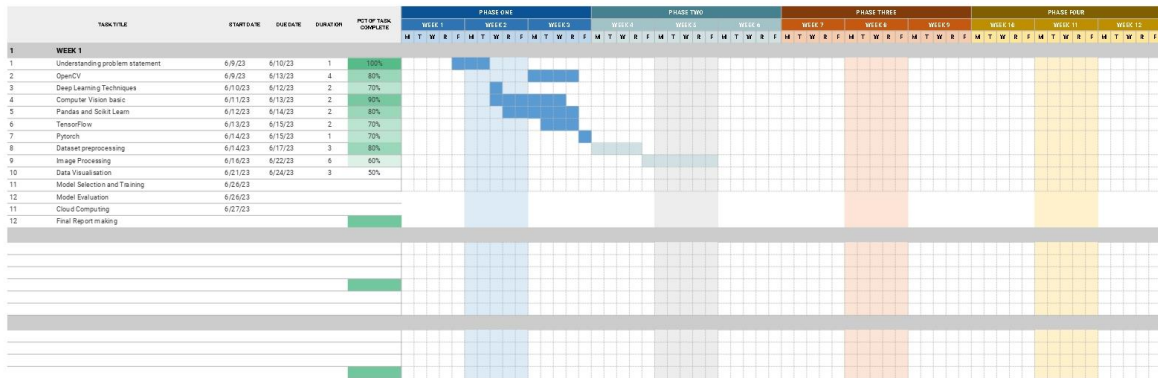 PHASE ONE PHASE TWO PHASE THREE PHASE FOUR
TASK TITLE START DATE DUE DATE DURATION PCT OF TASK COMPLETE WEEK 1 WEEK 2 WEEK 3 WEEK 4 WEEK 5 WEEK 6 WEEK 7 WEEK 8 WEEK 9 WEEK 10 WEEK 11 WEEK 12
M T W R F M T W R F M T W R F M T W R F M T W R F M T W R F M T W R F M T W R F M T W R F M T W R F M T W R F M T W R F
1 WEEK 1
1 Understanding problem statement 6/9/23 6/10/23 1 100%
2 OpenCV 6/9/23 6/13/23 4 80%
3 Deep Learning Techniques 6/10/23 6/12/23 2 70%
4 Computer Vision basic 6/11/23 6/13/23 2 90%
5 Pandas and Scikit Learn 6/12/23 6/14/23 2 80%
6 TensorFlow 6/13/23 6/15/23 2 70%
7 Pytorch 6/14/23 6/15/23 1 70%
8 Dataset preprocessing 6/14/23 6/17/23 3 80%
9 Image Processing 6/16/23 6/22/23 6 60%
10 Data Visualisation 6/21/23 6/24/23 3 50%
11 Model Selection and Training 6/26/23
12 Model Evaluation 6/26/23
11 Cloud Computing 6/27/23
12 Final Report making